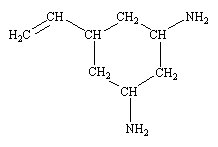 CH₂ NH₂
CH
H₂C CH CH
CH₂ CH₂
CH
NH₂